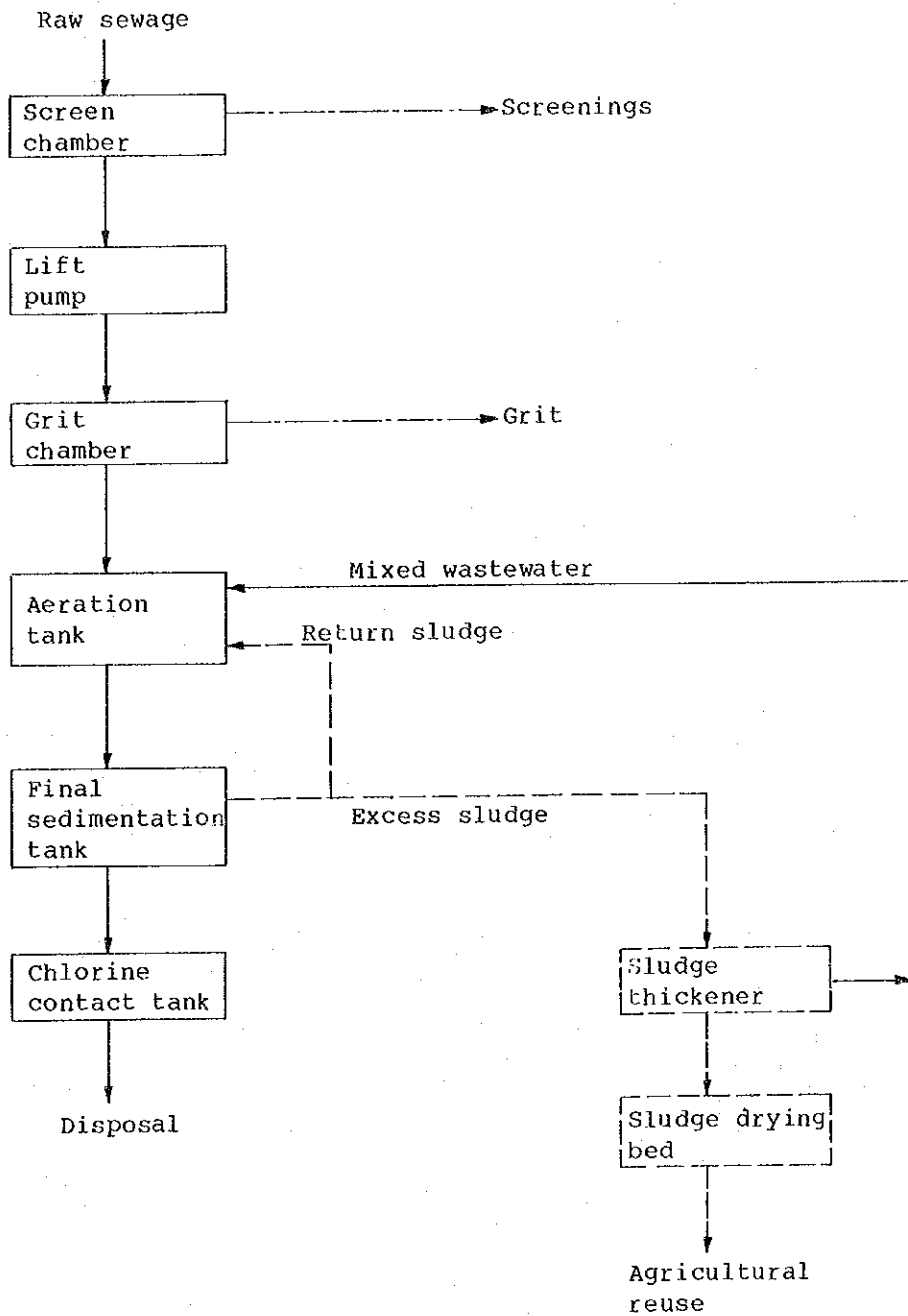 Raw sewage
Screen
chamber
Screenings
Lift
pump
Grit
chamber
Grit
Mixed wastewater
Aeration
tank
Return sludge
Final
sedimentation
tank
Excess sludge
Chlorine
contact tank
Sludge
thickener
Disposal
Sludge drying
bed
Agricultural
reuse